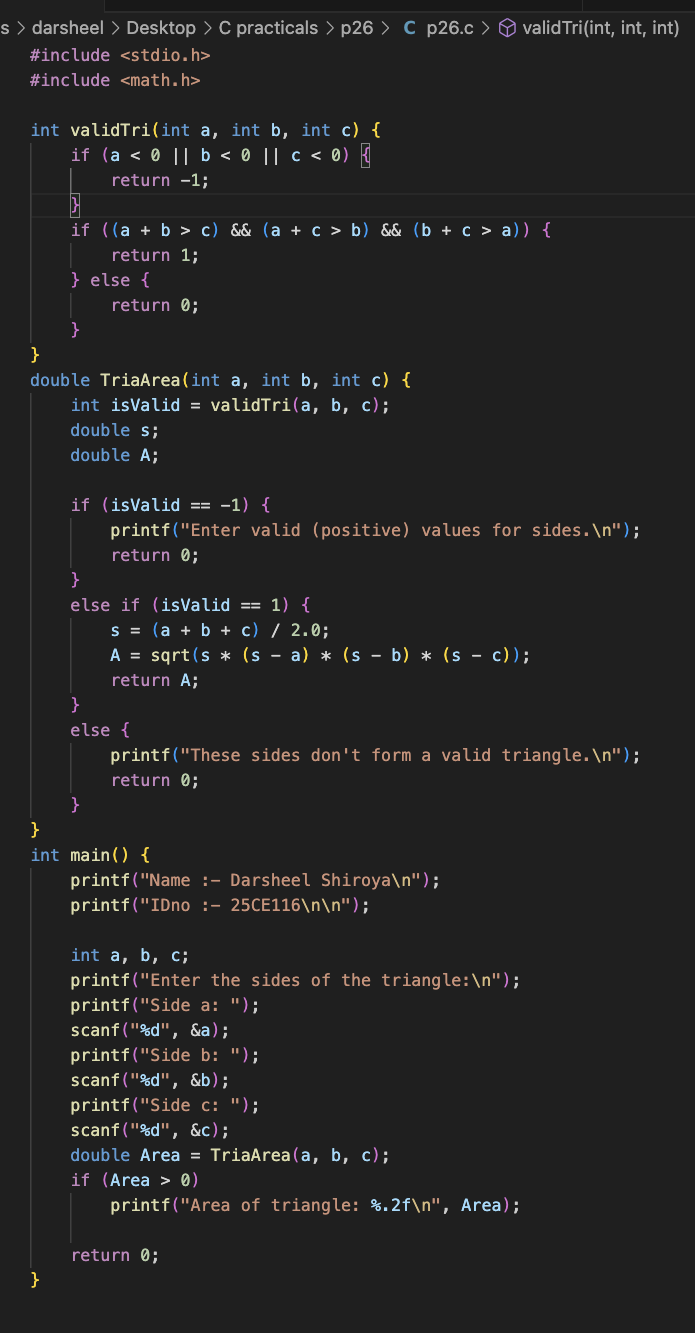 s > darsheel > Desktop > C practicals > p26 > C p26.c > validTri(int, int, int)
#include <stdio.h>
#include <math.h>

int validTri(int a, int b, int c) {
    if (a < 0 || b < 0 || c < 0) {
        return -1;
    }
    if ((a + b > c) && (a + c > b) && (b + c > a)) {
        return 1;
    } else {
        return 0;
    }
}
double TriaArea(int a, int b, int c) {
    int isValid = validTri(a, b, c);
    double s;
    double A;

    if (isValid == -1) {
        printf("Enter valid (positive) values for sides.\n");
        return 0;
    }
    else if (isValid == 1) {
        s = (a + b + c) / 2.0;
        A = sqrt(s * (s - a) * (s - b) * (s - c));
        return A;
    }
    else {
        printf("These sides don't form a valid triangle.\n");
        return 0;
    }
}
int main() {
    printf("Name :- Darsheel Shiroya\n");
    printf("IDno :- 25CE116\n\n");

    int a, b, c;
    printf("Enter the sides of the triangle:\n");
    printf("Side a: ");
    scanf("%d", &a);
    printf("Side b: ");
    scanf("%d", &b);
    printf("Side c: ");
    scanf("%d", &c);
    double Area = TriaArea(a, b, c);
    if (Area > 0)
        printf("Area of triangle: %.2f\n", Area);

    return 0;
}